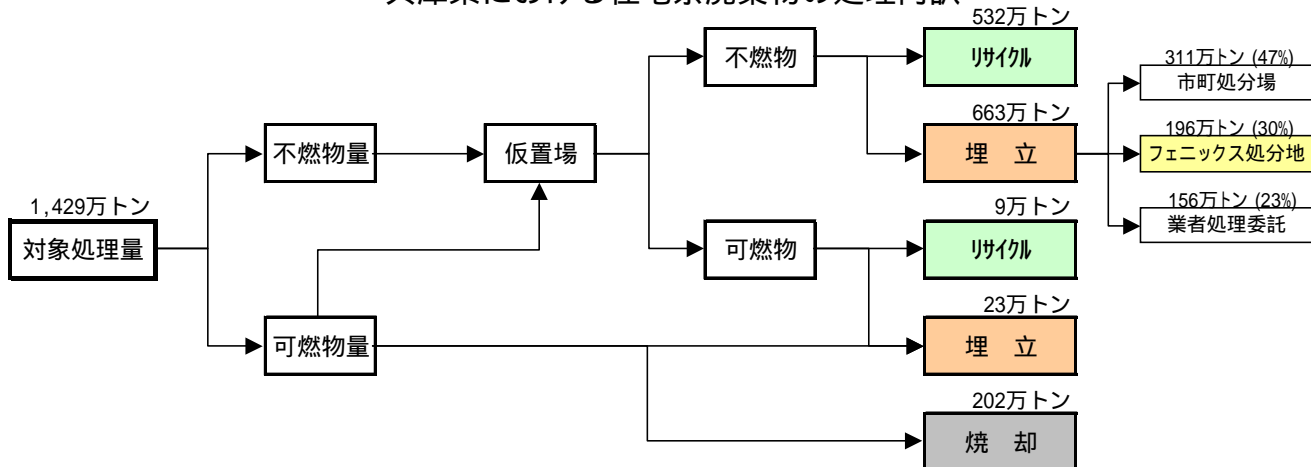 532万トン
不燃物
リサイクル
311万トン (47%)
市町処分場
663万トン
不燃物量
仮置場
埋 立
196万トン (30%)
フェニックス処分地
1,429万トン
対象処理量
9万トン
156万トン (23%)
業者処理委託
可燃物
リサイクル
23万トン
可燃物量
埋 立
202万トン
焼 却